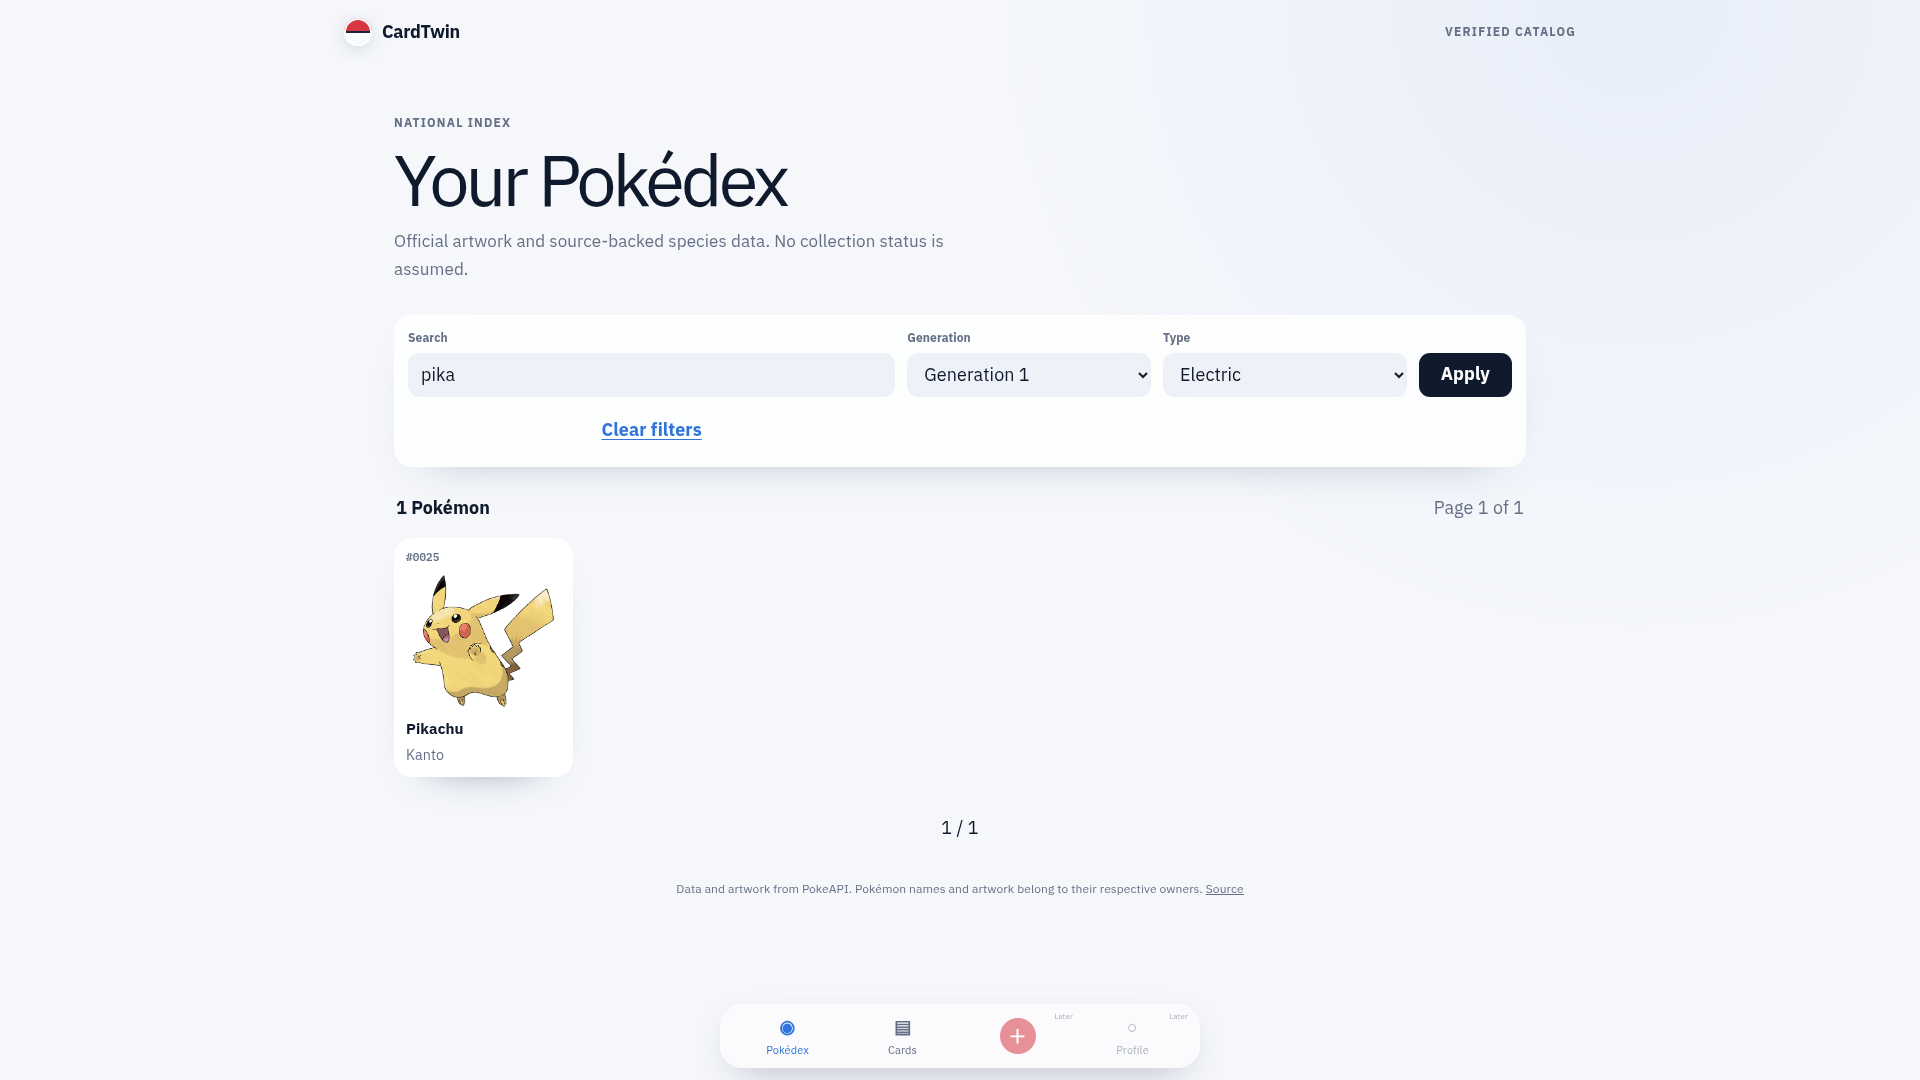 CardTwin
VERIFIED CATALOG
NATIONAL INDEX
Your Pokédex
Official artwork and source-backed species data. No collection status is
assumed.
Search
Generation
Type
pika
Generation 1
Electric
Apply
Clear filters
1 Pokémon
Page 1 of 1
#0025
Pikachu
Kanto
1 / 1
Data and artwork from PokeAPI. Pokémon names and artwork belong to their respective owners. Source
Pokédex
Cards
+
Later
Profile
Later